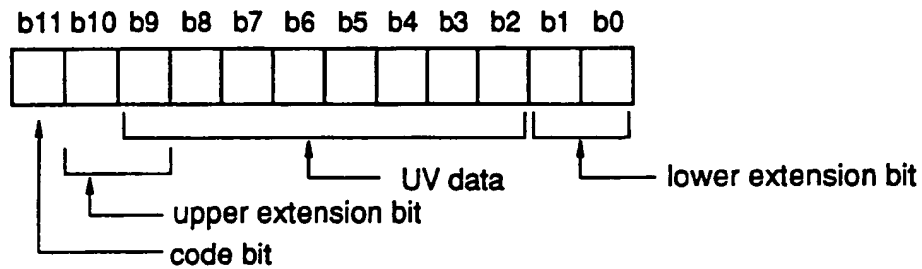 b11 b10 b9 b8 b7 b6 b5 b4 b3 b2 b1 b0
UV data
lower extension bit
upper extension bit
code bit